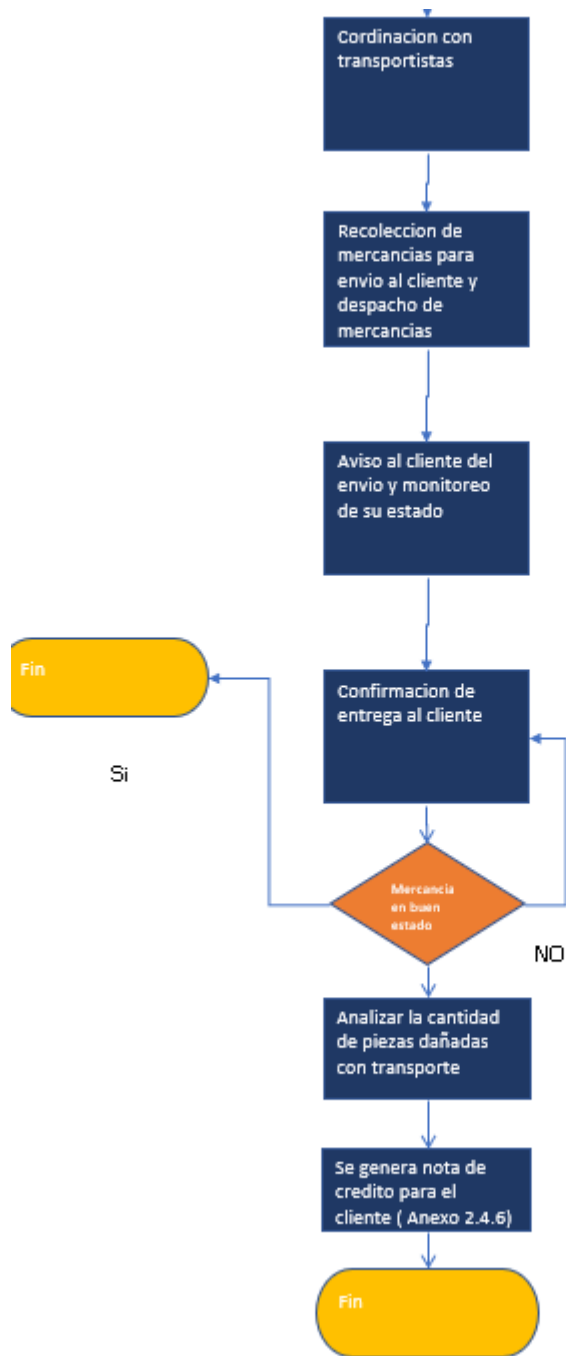 Cordinacion con
transportistas
Recoleccion de
mercancias para
envio al cliente y
despacho de
mercancias
Aviso al cliente del
envio y monitoreo
de su estado
Fin
Confirmacion de
entrega al cliente
Si
Mercancia
en buen
estado
NO
Analizar la cantidad
de piezas dañadas
con transporte
Se genera nota de
credito para el
cliente ( Anexo 2.4.6)
Fin